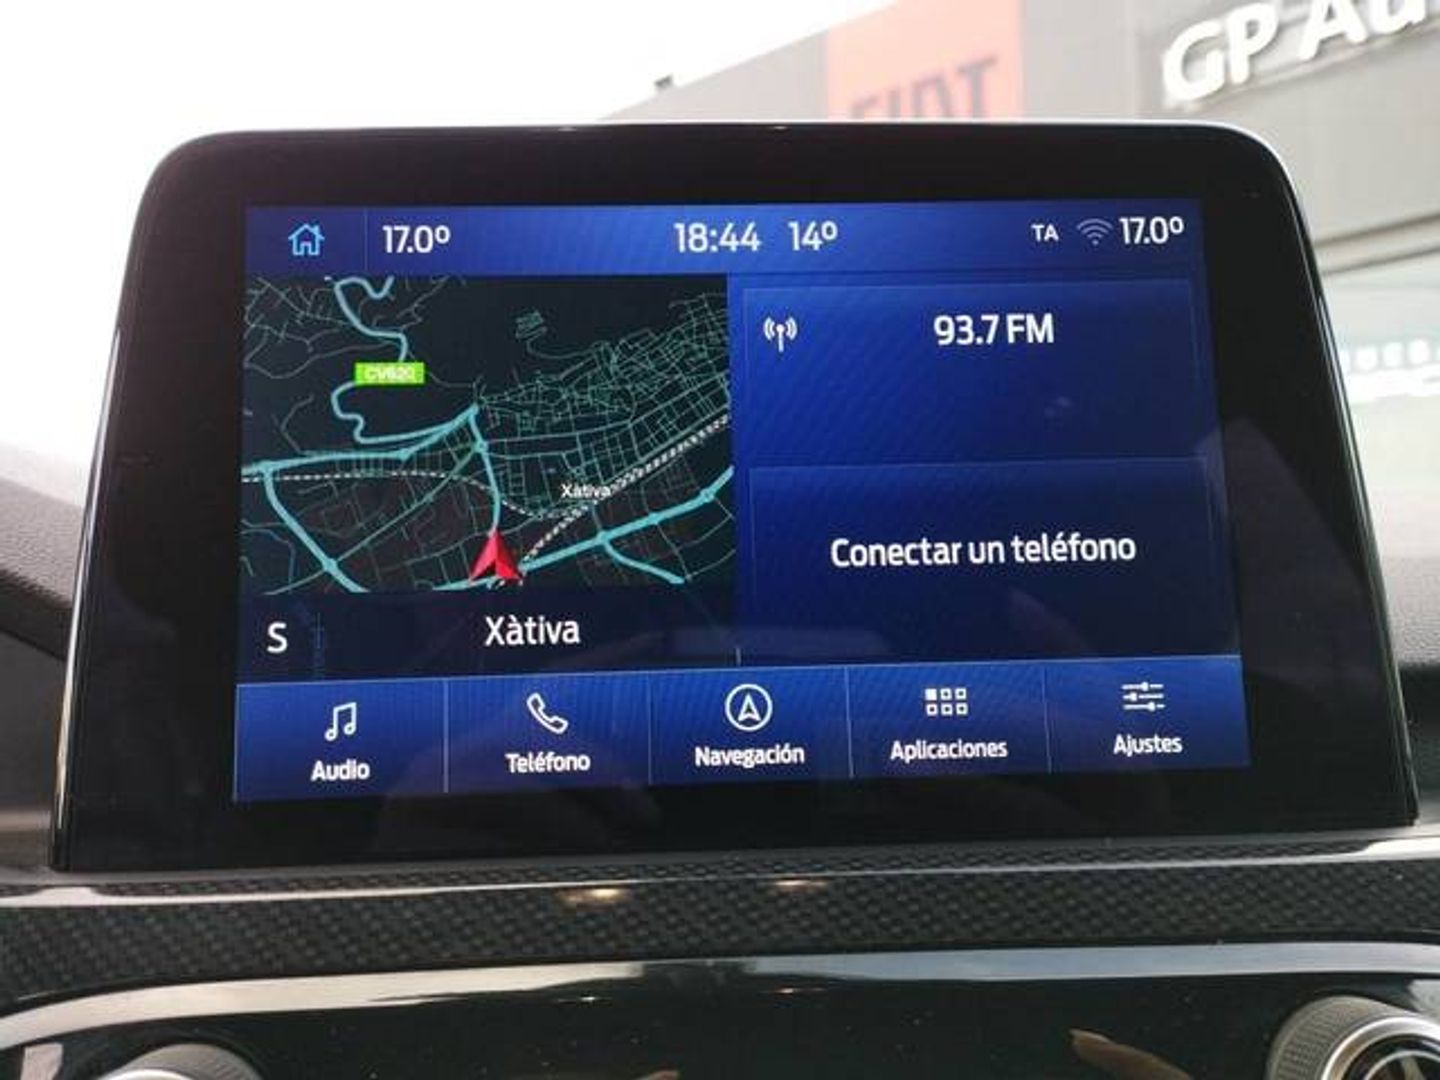 GP Au
FIAT
17.0º
18:44
14º
TA
17.0º
CV620
93.7 FM
Xàtiva
Conectar un teléfono
S
Xàtiva
Audio
Teléfono
Navegación
Aplicaciones
Ajustes